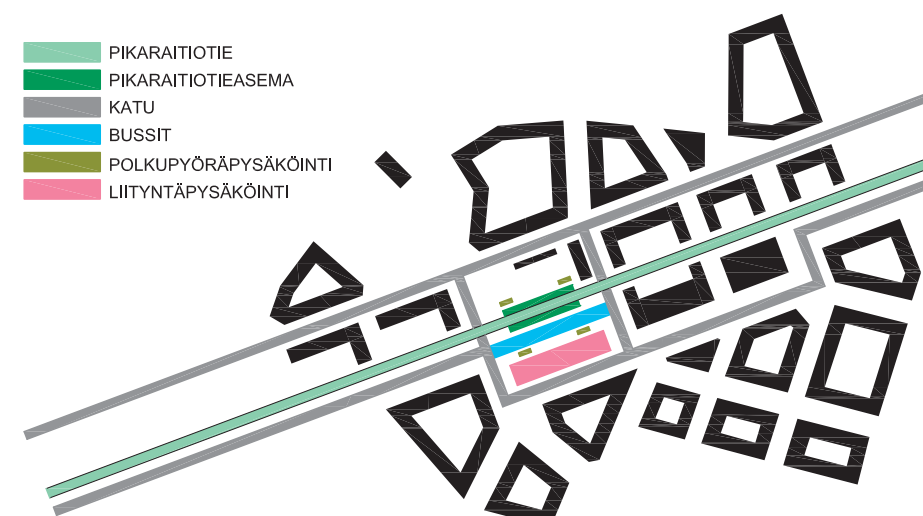 PIKARAITIOTIE
PIKARAITIOTIEASEMA
KATU
BUSSIT
POLKUPYÖRÄPYSÄKÖINTI
LIITYNTÄPYSÄKÖINTI